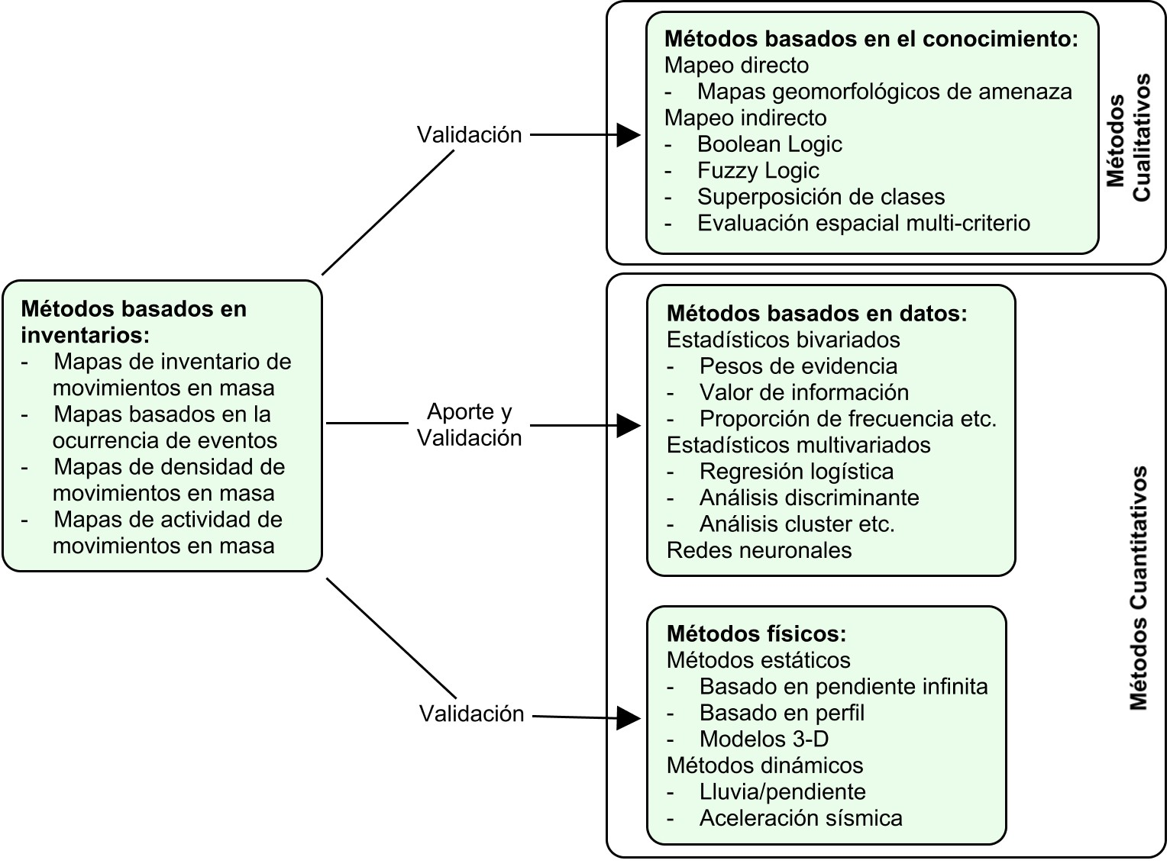 Métodos basados en
inventarios:
- Mapas de inventario de
movimientos en masa
- Mapas basados en la
ocurrencia de eventos
- Mapas de densidad de
movimientos en masa
- Mapas de actividad de
movimientos en masa
Validación
Aporte y
Validación
Validación
Métodos basados en el conocimiento:
Mapeo directo
- Mapas geomorfológicos de amenaza
Mapeo indirecto
- Boolean Logic
- Fuzzy Logic
- Superposición de clases
- Evaluación espacial multi-criterio
Métodos
Cualitativos
Métodos basados en datos:
Estadísticos bivariados
- Pesos de evidencia
- Valor de información
- Proporción de frecuencia etc.
Estadísticos multivariados
- Regresión logística
- Análisis discriminante
- Análisis cluster etc.
Redes neuronales
Métodos físicos:
Métodos estáticos
- Basado en pendiente infinita
- Basado en perfil
- Modelos 3-D
Métodos dinámicos
- Lluvia/pendiente
- Aceleración sísmica
Métodos Cuantitativos